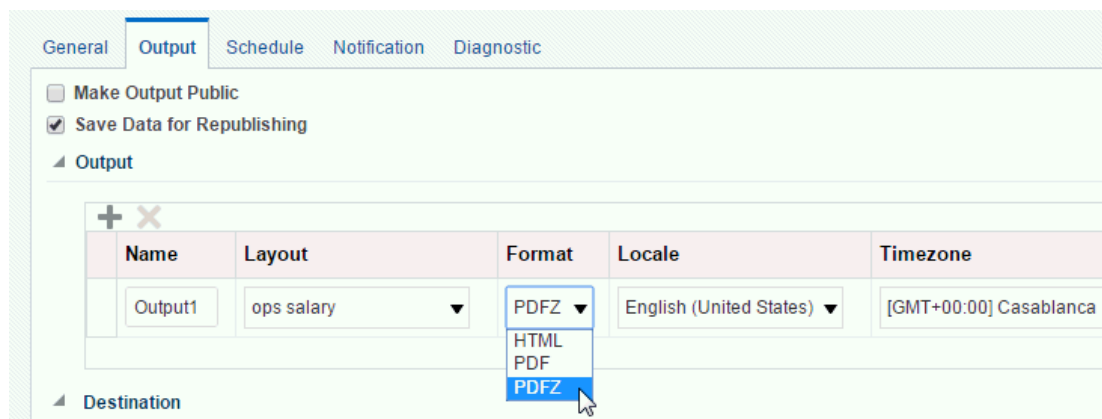 General Output Schedule Notification Diagnostic
Make Output Public
Save Data for Republishing
Output
Name Layout Format Locale Timezone
Output1 ops salary PDFZ English (United States) [GMT+00:00] Casablanca
HTML
PDF
PDFZ
Destination